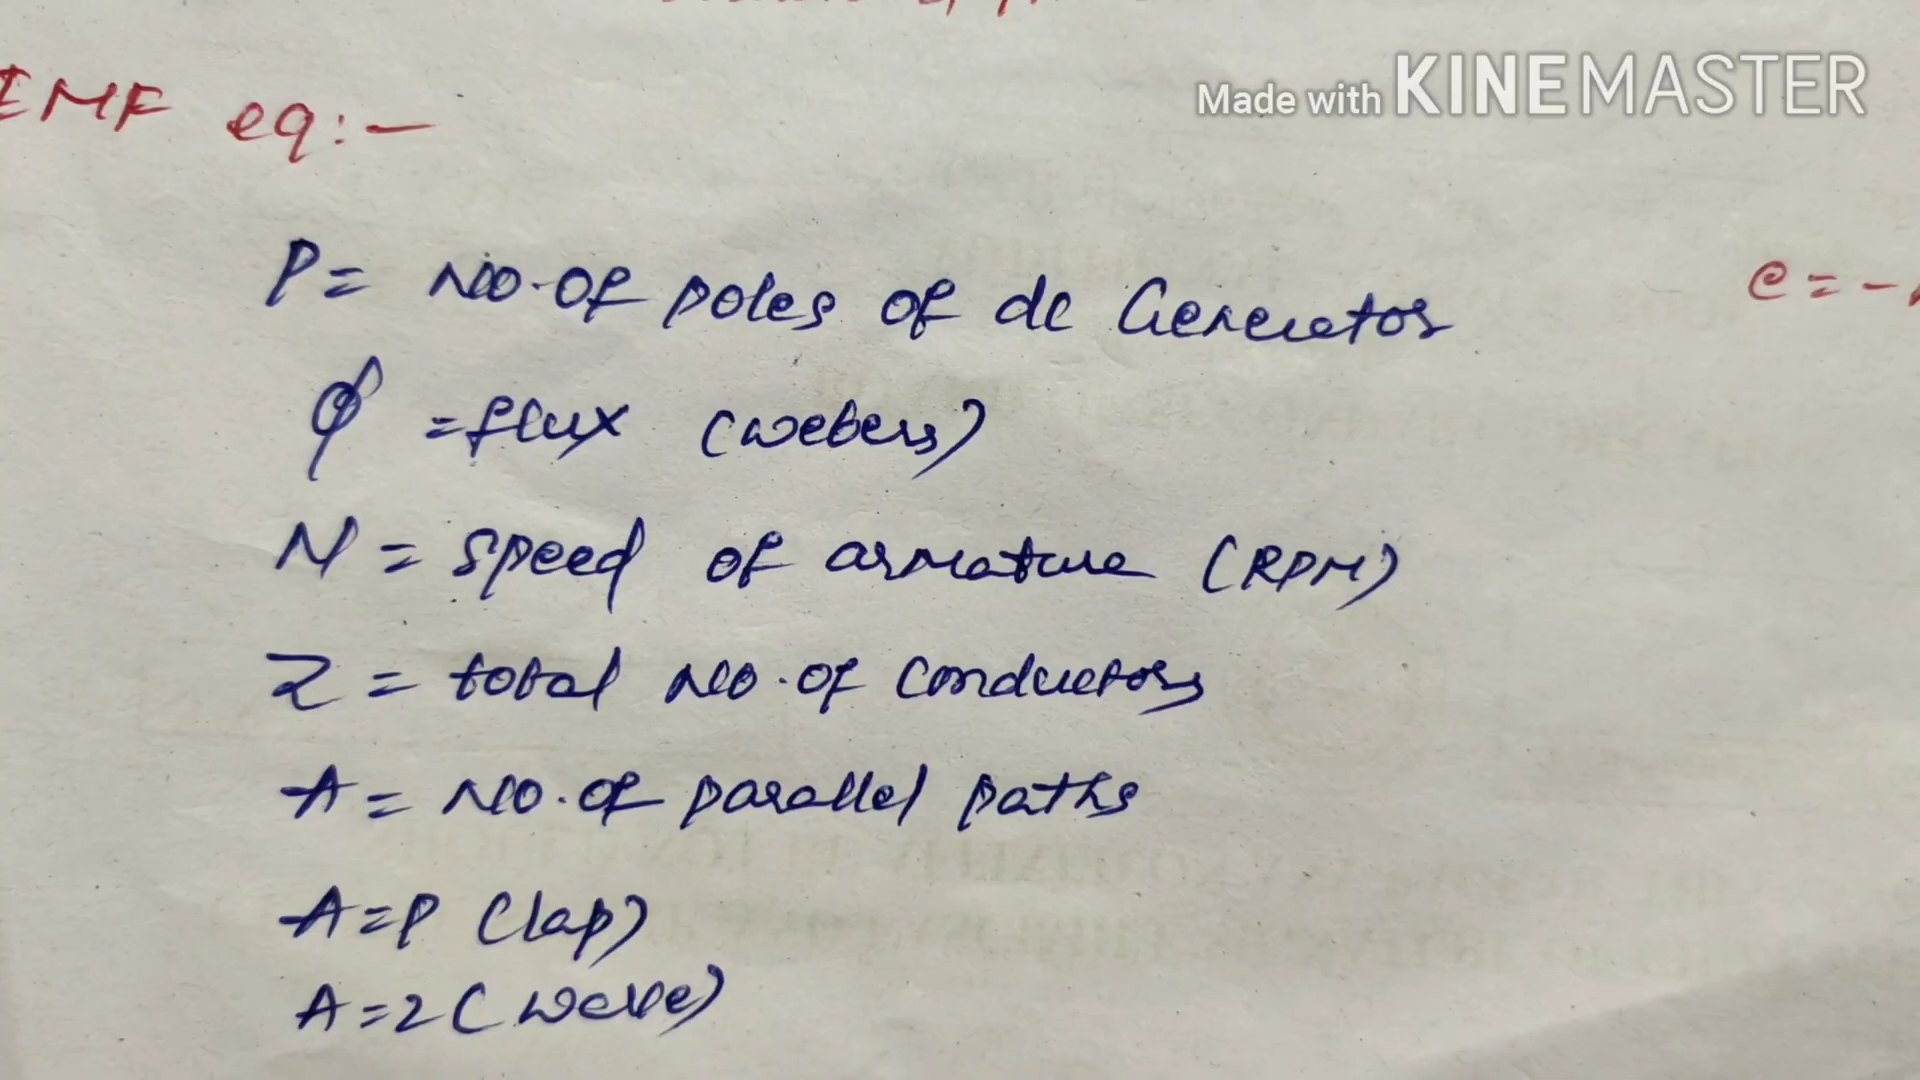 Made with KINEMASTER
EMF eq:-
P = No. of poles of dc Generator
e = -
φ = flux (webers)
N = speed of armature (RPM)
Z = total No. of conductors
A = No. of parallel paths
A = P (lap)
A = 2 (wave)